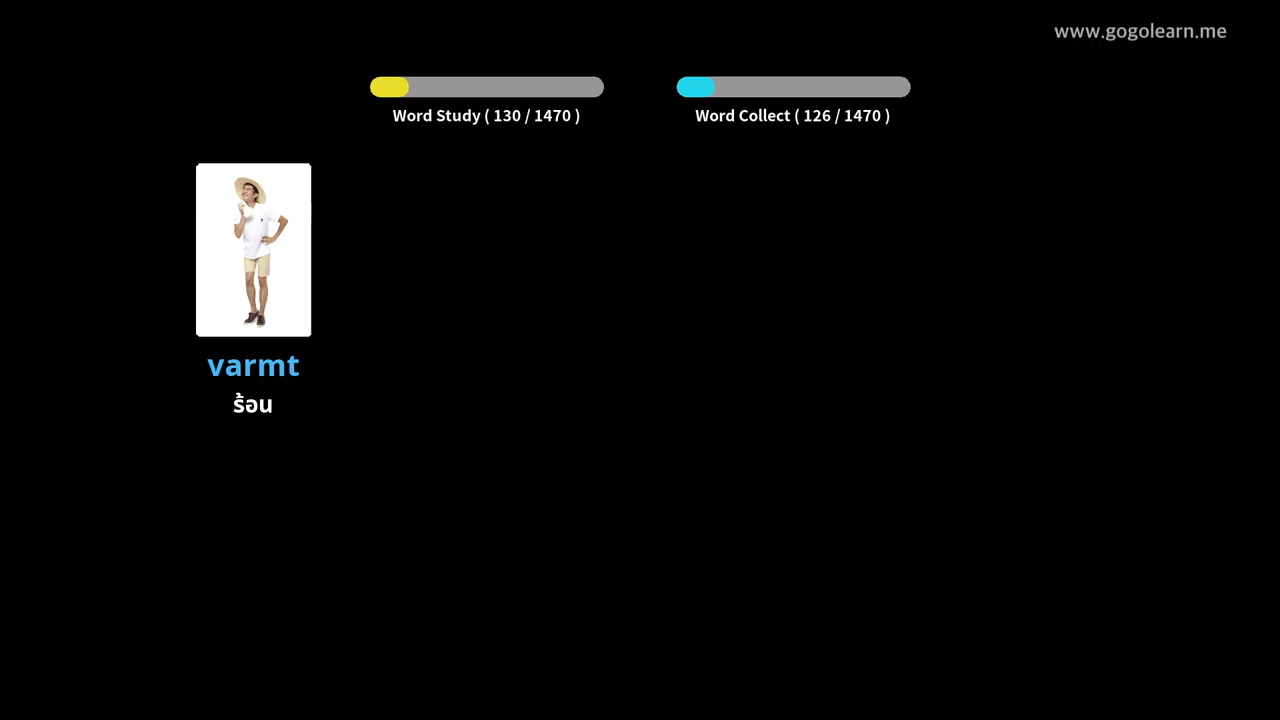 www.gogolearn.me
Word Study ( 130 / 1470 )
Word Collect ( 126 / 1470 )
varmt
ร้อน